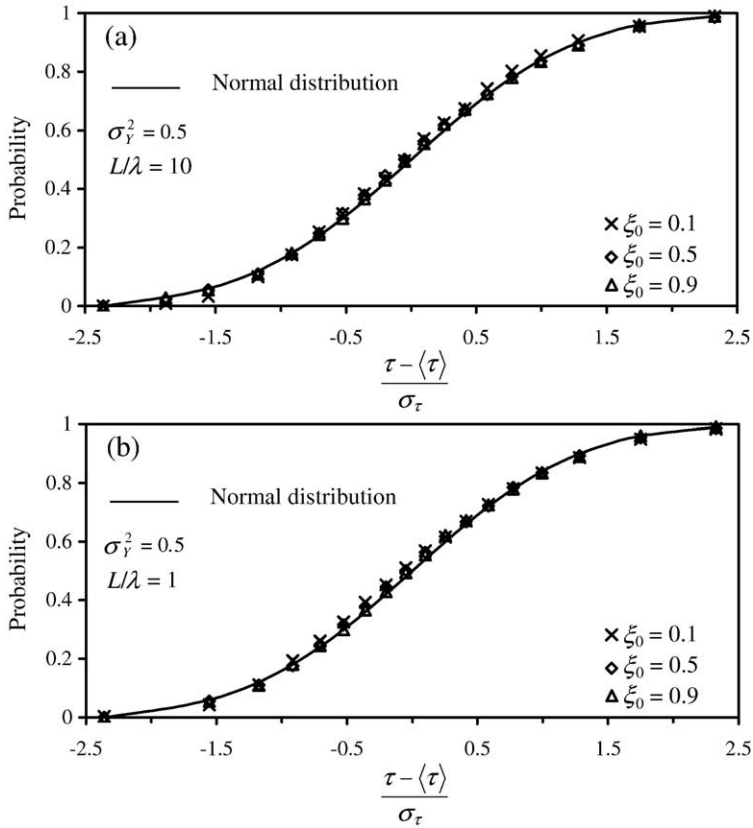 (a)
Normal distribution
σ_Y^2 = 0.5
L/λ = 10
ξ_0 = 0.1
ξ_0 = 0.5
ξ_0 = 0.9
Probability
1
0.8
0.6
0.4
0.2
0
-2.5
-1.5
-0.5
0.5
1.5
2.5
τ – ⟨τ⟩
σ_τ
(b)
Normal distribution
σ_Y^2 = 0.5
L/λ = 1
ξ_0 = 0.1
ξ_0 = 0.5
ξ_0 = 0.9
Probability
1
0.8
0.6
0.4
0.2
0
-2.5
-1.5
-0.5
0.5
1.5
2.5
τ – ⟨τ⟩
σ_τ